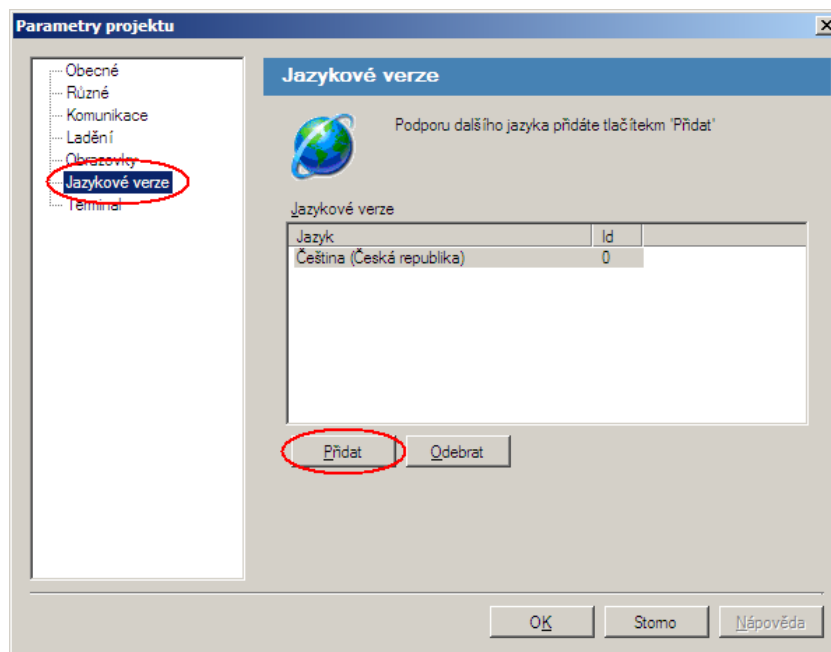 Parametry projektu
Obecné
Různé
Komunikace
Ladění
Obrazovky
Jazykové verze
Terminál
Jazykové verze
Podporu dalšího jazyka přidáte tlačítekm 'Přidat'
Jazykové verze
Jazyk Id
Čeština (Česká republika) 0
Přidat Odebrat
OK Storno Nápověda